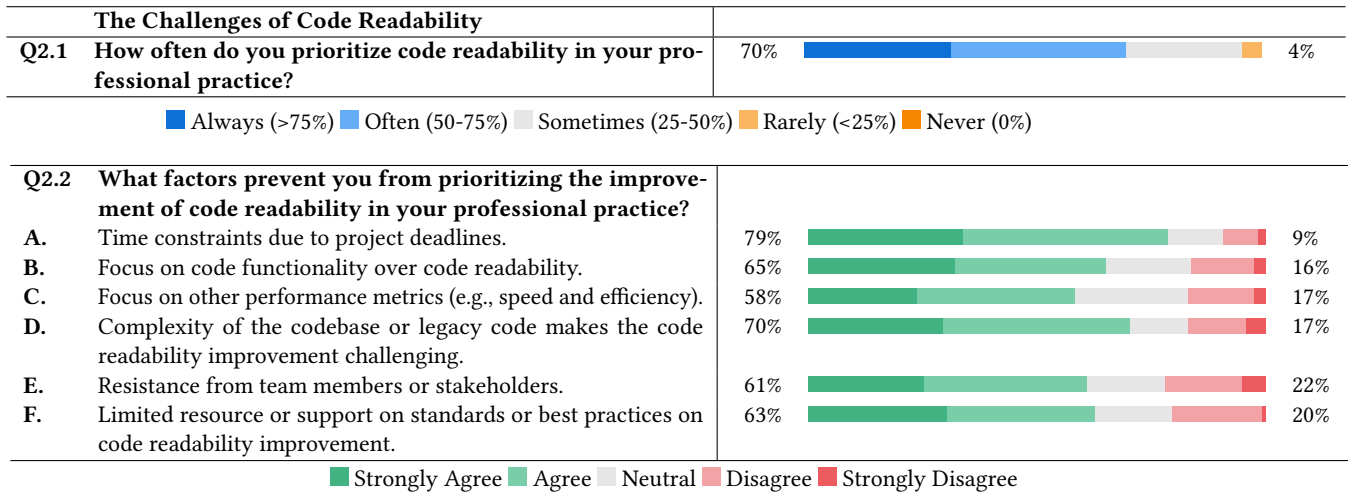 The Challenges of Code Readability
Q2.1 How often do you prioritize code readability in your pro- 70% 4%
fessional practice?
Always (>75%) Often (50-75%) Sometimes (25-50%) Rarely (<25%) Never (0%)
Q2.2 What factors prevent you from prioritizing the improve-
ment of code readability in your professional practice?
A. Time constraints due to project deadlines. 79% 9%
B. Focus on code functionality over code readability. 65% 16%
C. Focus on other performance metrics (e.g., speed and efficiency). 58% 17%
D. Complexity of the codebase or legacy code makes the code 70% 17%
readability improvement challenging.
E. Resistance from team members or stakeholders. 61% 22%
F. Limited resource or support on standards or best practices on 63% 20%
code readability improvement.
Strongly Agree Agree Neutral Disagree Strongly Disagree